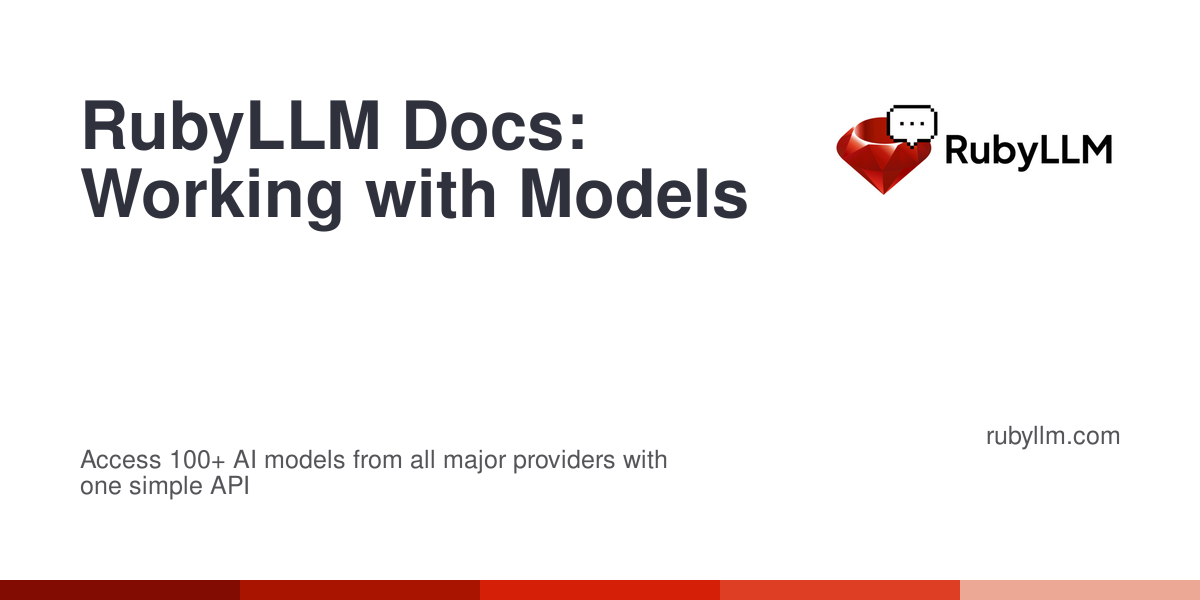 RubyLLM Docs:
Working with Models
RubyLLM
rubyllm.com
Access 100+ AI models from all major providers with
one simple API